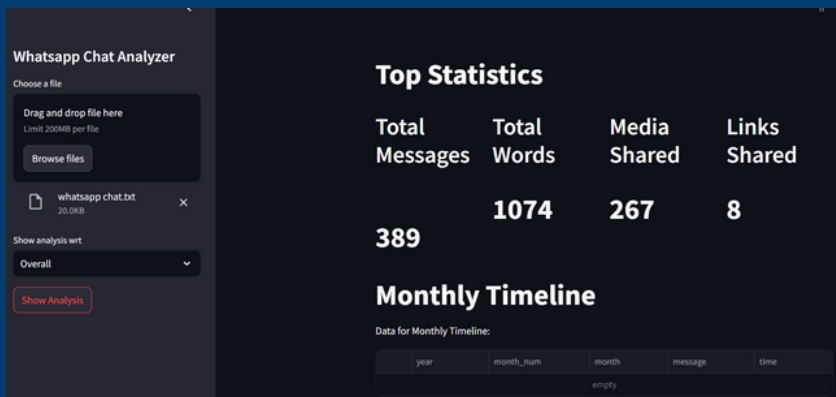 Whatsapp Chat Analyzer
Choose a file
Drag and drop file here
Limit 200MB per file
Browse files
whatsapp chat.txt
20.0KB
Show analysis wrt
Overall
Show Analysis
Top Statistics
Total Messages
389
Total Words
1074
Media Shared
267
Links Shared
8
Monthly Timeline
Data for Monthly Timeline:
year month_num month message time
empty